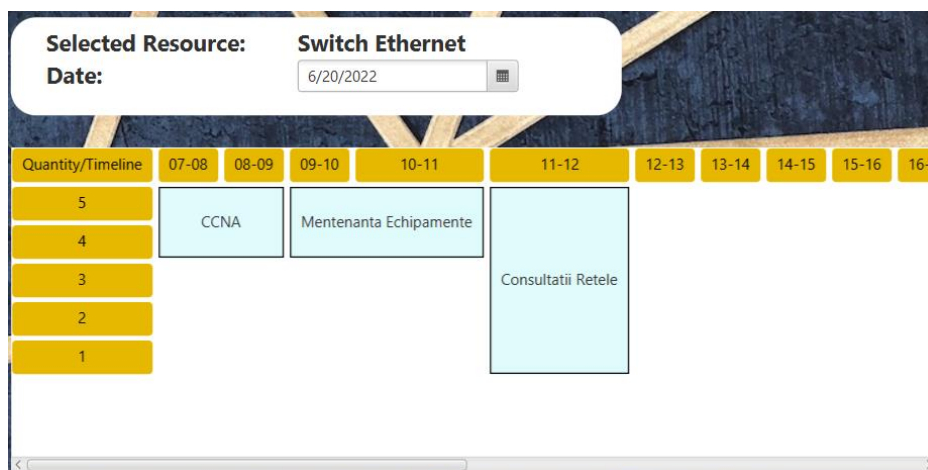 Selected Resource: Switch Ethernet
Date: 6/20/2022
Quantity/Timeline 07-08 08-09 09-10 10-11 11-12 12-13 13-14 14-15 15-16 16-
5
CCNA Mentenanta Echipamente
4
3 Consultatii Retele
2
1